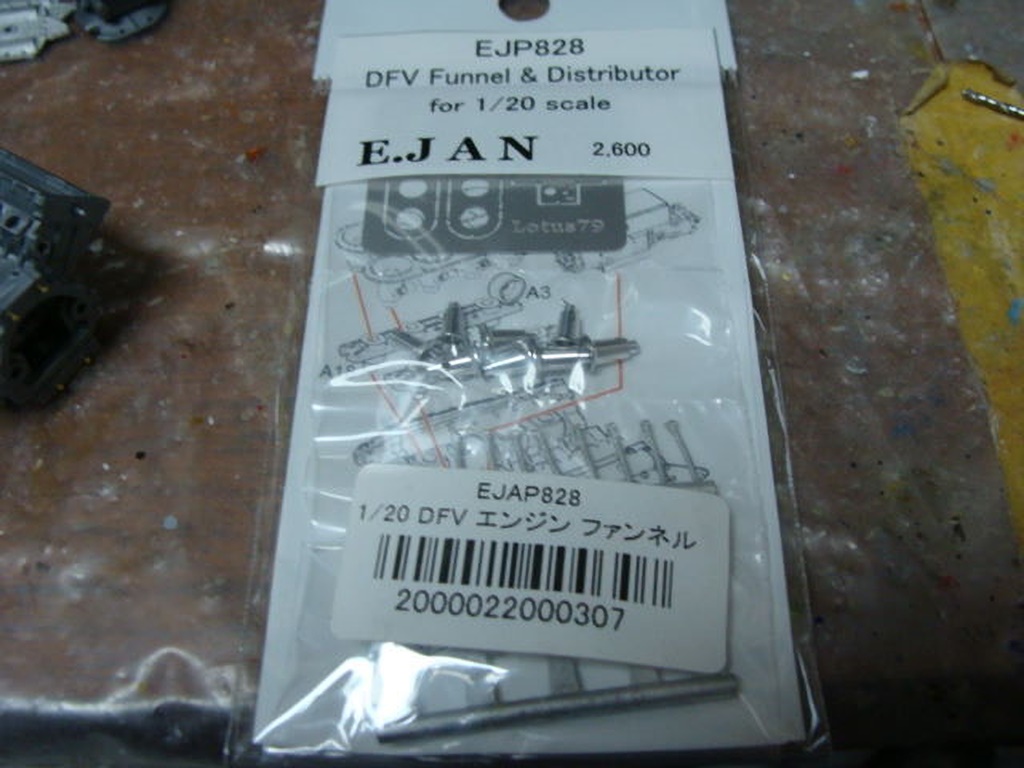 EJP828
DFV Funnel & Distributor
for 1/20 scale
E.JAN 2,600
Lotus79
A3
EJAP828
1/20 DFV エンジン ファンネル
2000022000307